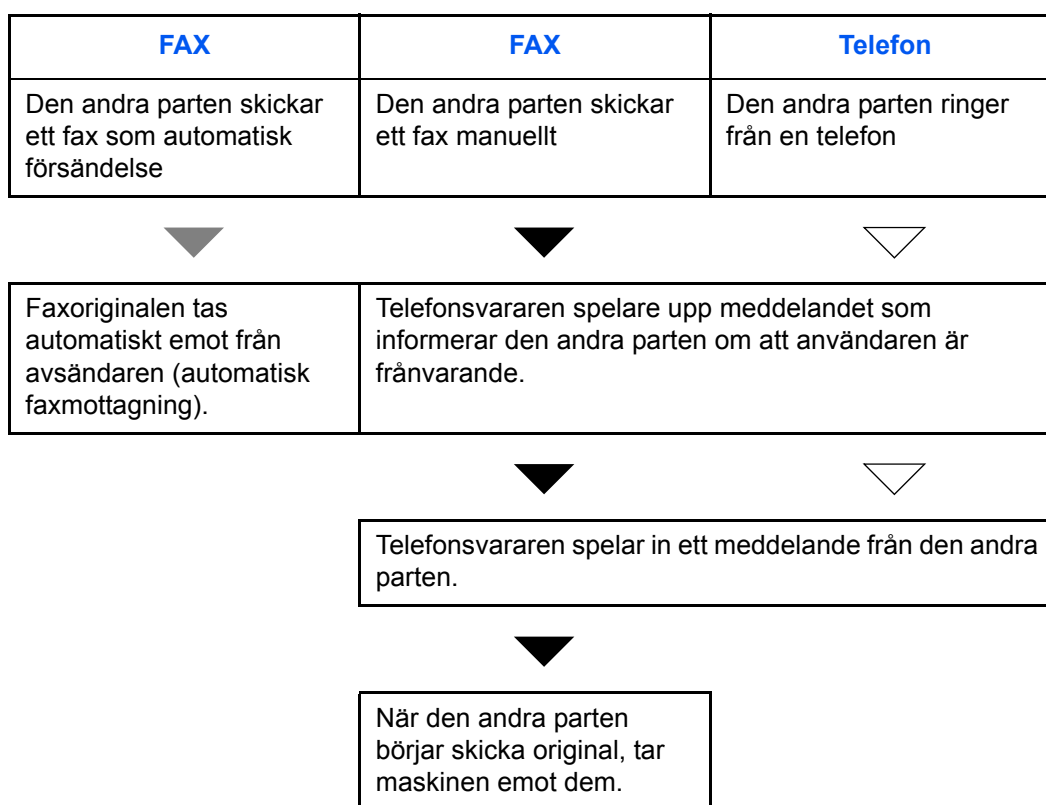 FAX
FAX
Telefon
Den andra parten skickar
ett fax som automatisk
försändelse
Den andra parten skickar
ett fax manuellt
Den andra parten ringer
från en telefon
Faxoriginalen tas
automatiskt emot från
avsändaren (automatisk
faxmottagning).
Telefonsvararen spelare upp meddelandet som
informerar den andra parten om att användaren är
frånvarande.
Telefonsvararen spelar in ett meddelande från den andra
parten.
När den andra parten
börjar skicka original, tar
maskinen emot dem.